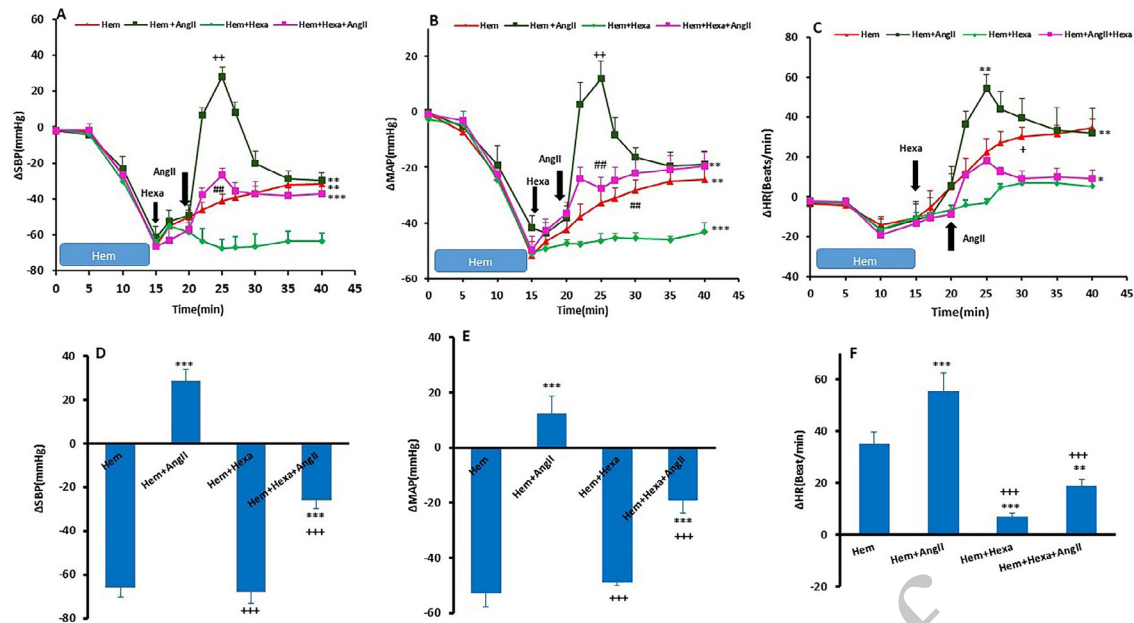 A
Hem Hem +AngII Hem+Hexa Hem+Hexa+AngII
60
40
20
0
-20
-40
-60
-80
ΔSBP(mmHg)
++
Hexa
AngII
##
**
**
***
Hem
0 5 10 15 20 25 30 35 40 45
Time(min)
B
Hem Hem+AngII Hem+Hexa Hem+Hexa+AngII
40
20
0
-20
-40
-60
ΔMAP(mmHg)
++
Hexa
AngII
##
##
**
**
***
Hem
0 5 10 15 20 25 30 35 40 45
Time(min)
C
Hem Hem+AngII Hem+Hexa Hem+AngII+Hexa
80
60
40
20
0
-20
-40
ΔHR(Beats/min)
**
Hexa
+
**
*
AngII
Hem
0 5 10 15 20 25 30 35 40 45
Time(min)
D
40
20
0
-20
-40
-60
-80
ΔSBP(mmHg)
***
Hem
Hem+AngII
Hem+Hexa
Hem+Hexa+AngII
***
+++
+++
E
40
20
0
-20
-40
-60
ΔMAP(mmHg)
***
Hem
Hem+AngII
Hem+Hexa
Hem+Hexa+AngII
***
+++
+++
F
60
40
20
0
-20
ΔHR(Beat/min)
***
+++
***
+++
**
Hem
Hem+AngII
Hem+Hexa
Hem+Hexa+AngII